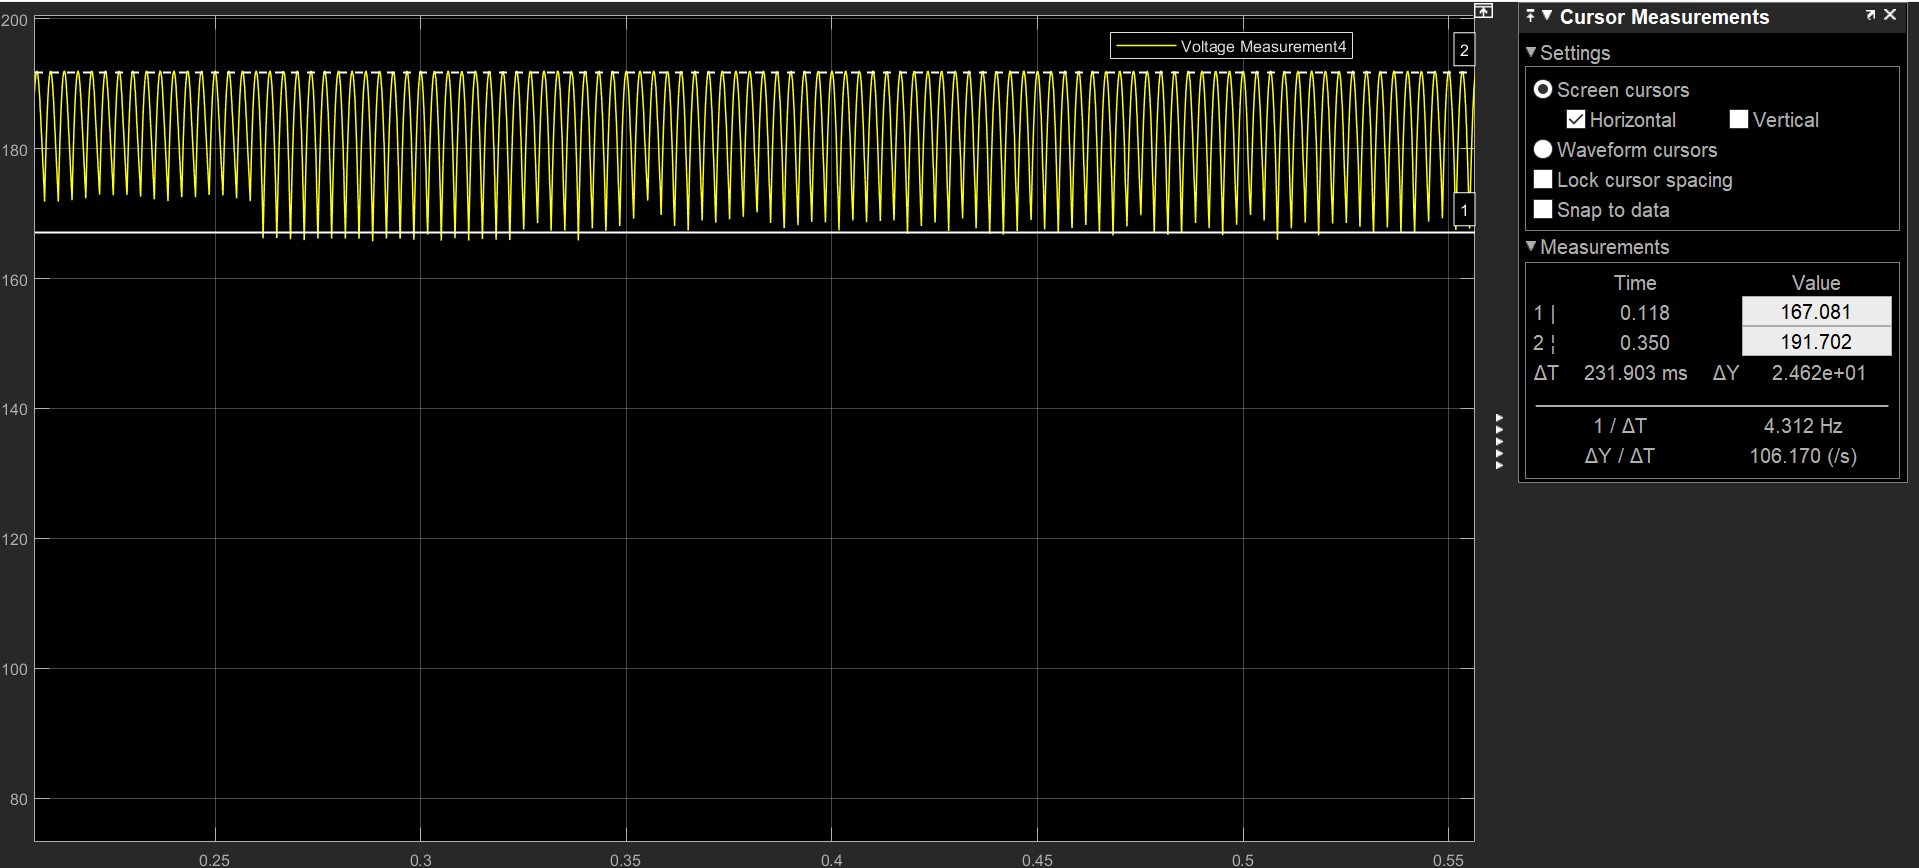 200
180
160
140
120
100
80
0.25 0.3 0.35 0.4 0.45 0.5 0.55
Voltage Measurement4
2
1
Cursor Measurements
Settings
Screen cursors
Horizontal Vertical
Waveform cursors
Lock cursor spacing
Snap to data
Measurements
Time Value
1 | 0.118 167.081
2 ¦ 0.350 191.702
ΔT 231.903 ms ΔY 2.462e+01
1 / ΔT 4.312 Hz
ΔY / ΔT 106.170 (/s)